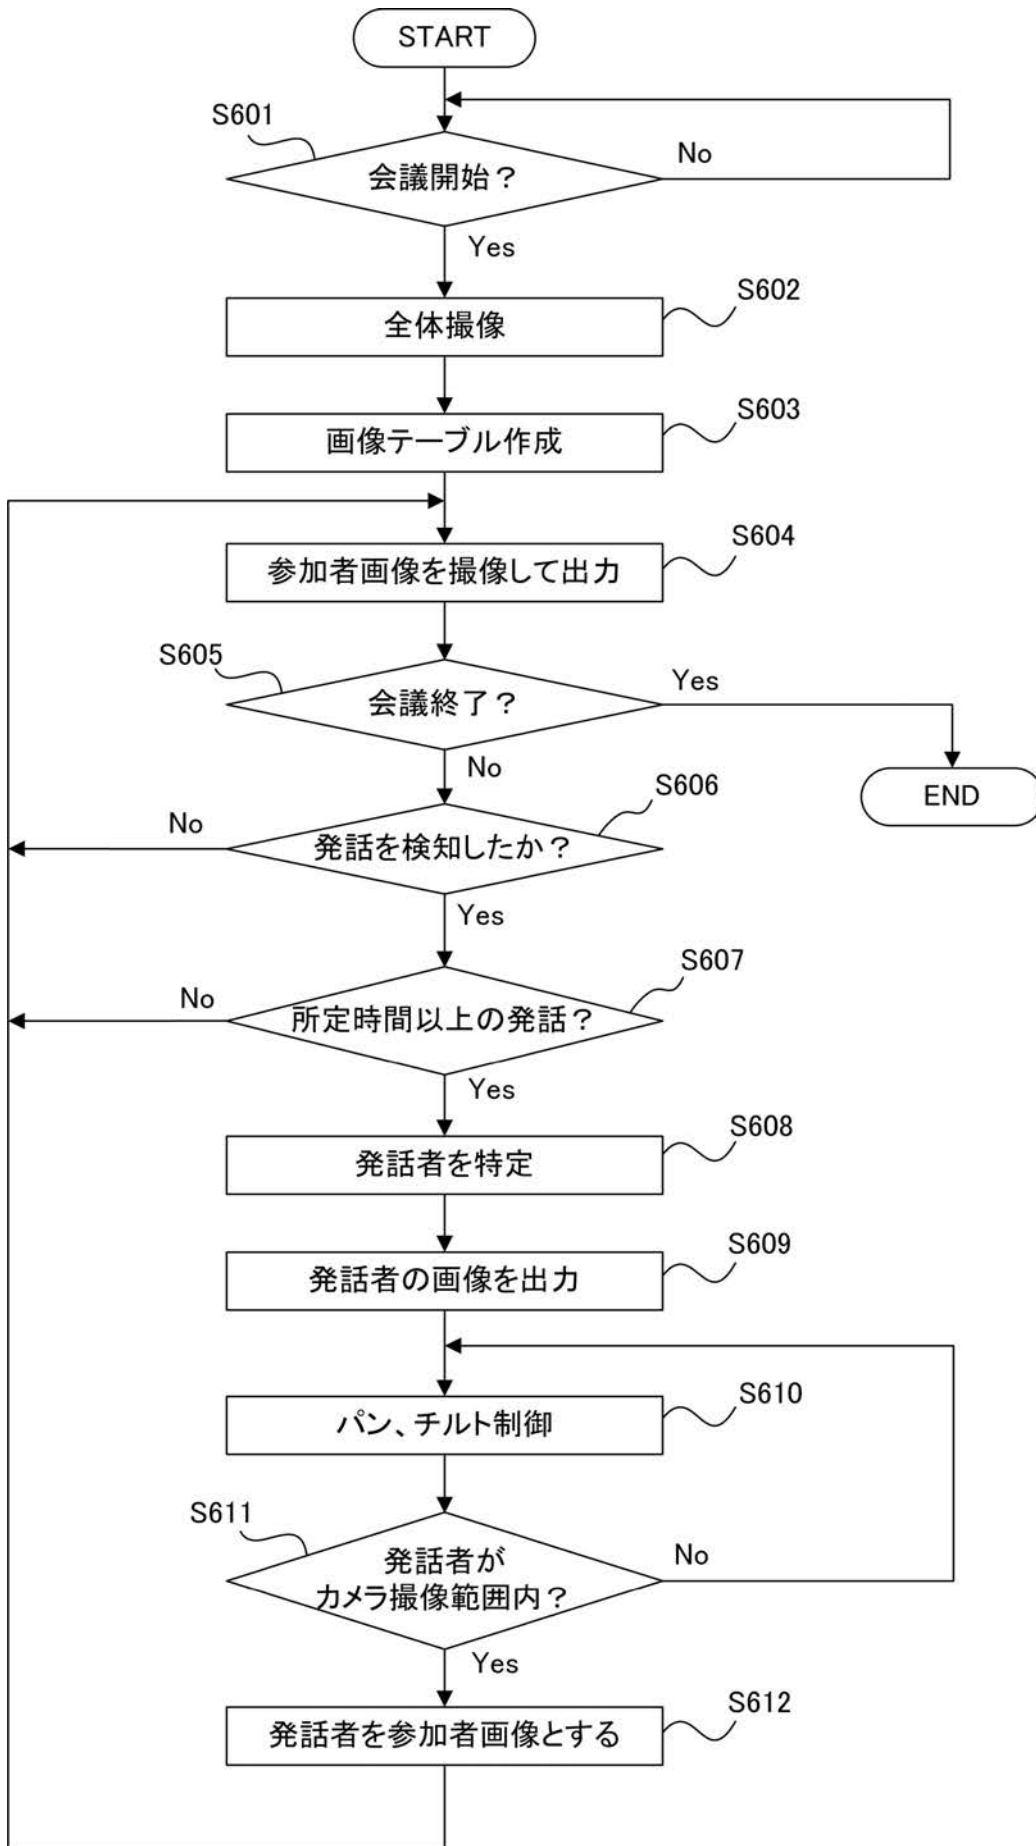 START
S601
会議開始？
No
Yes
S602
全体撮像
S603
画像テーブル作成
S604
参加者画像を撮像して出力
S605
会議終了？
Yes
No
END
S606
発話を検知したか？
No
Yes
S607
所定時間以上の発話？
No
Yes
S608
発話者を特定
S609
発話者の画像を出力
S610
パン、チルト制御
S611
発話者が
カメラ撮像範囲内？
No
Yes
S612
発話者を参加者画像とする